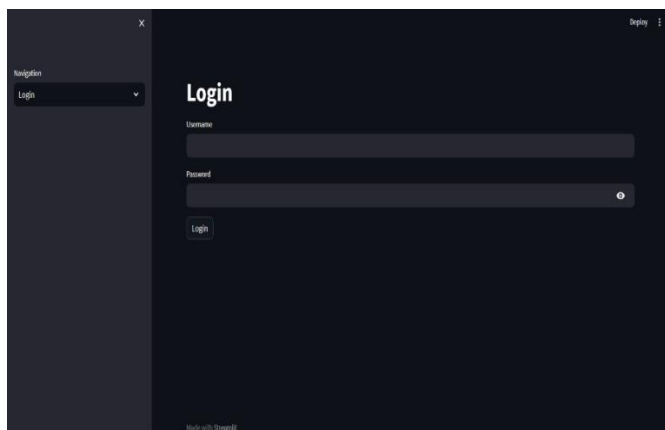 X
Deploy
Navigation
Login
Login
Username
Password
Login
Made with Streamlit